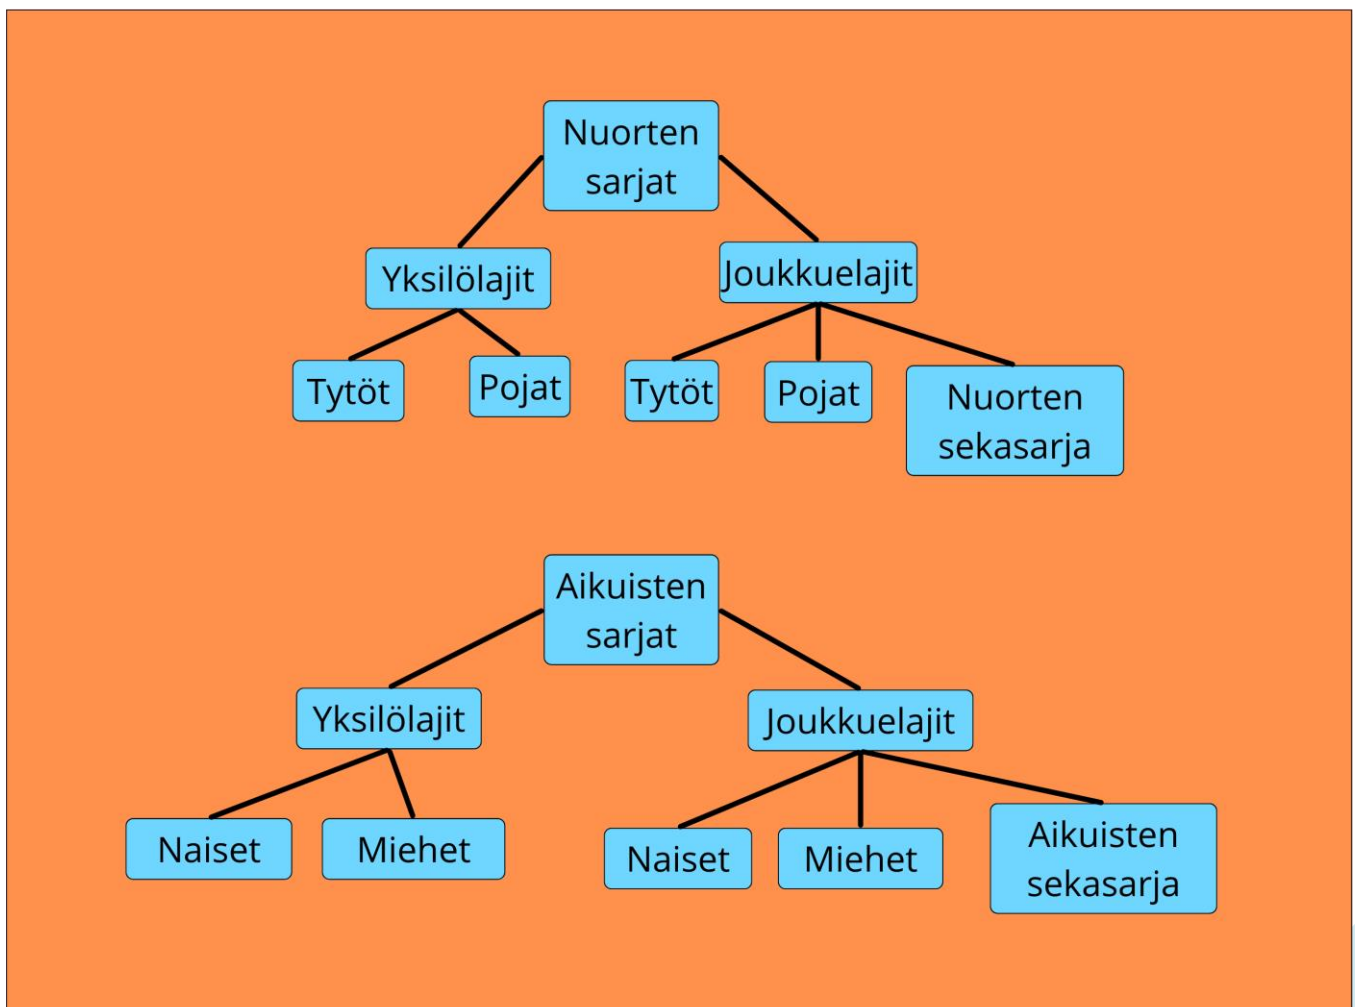 Nuorten
sarjat
Yksilölajit
Joukkuelajit
Tytöt
Pojat
Tytöt
Pojat
Nuorten
sekasarja
Aikuisten
sarjat
Yksilölajit
Joukkuelajit
Naiset
Miehet
Naiset
Miehet
Aikuisten
sekasarja